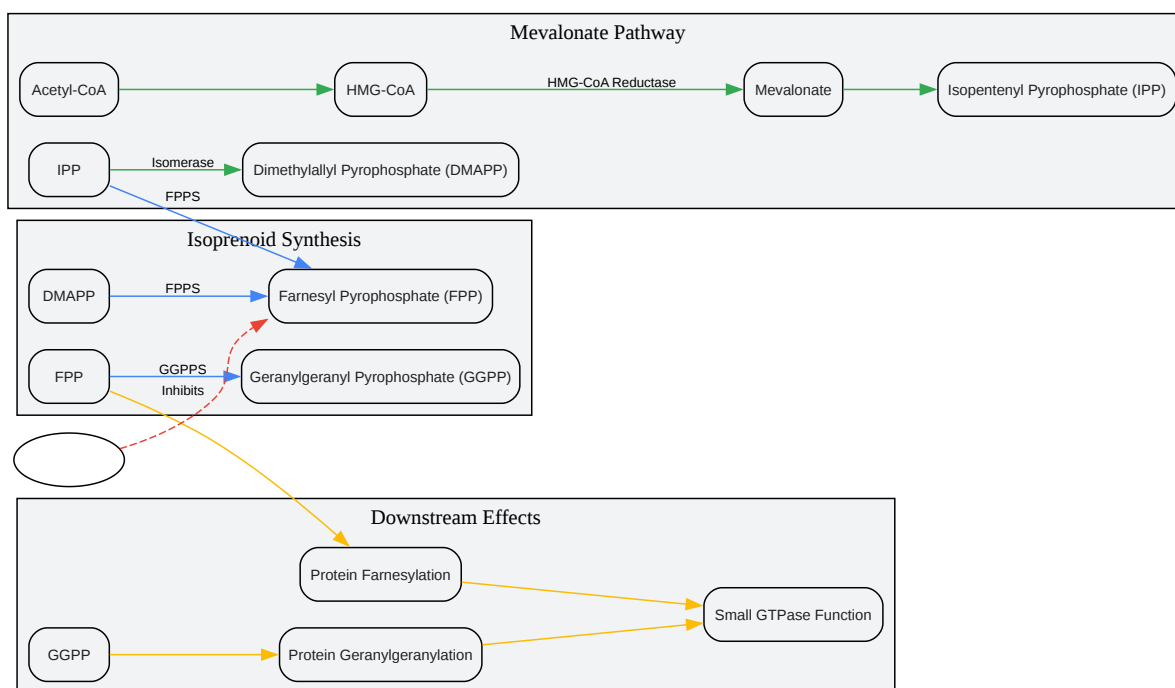 Mevalonate Pathway
Acetyl-CoA
HMG-CoA
HMG-CoA Reductase
Mevalonate
Isopentenyl Pyrophosphate (IPP)
IPP
Isomerase
Dimethylallyl Pyrophosphate (DMAPP)
FPPS
Isoprenoid Synthesis
DMAPP
FPPS
Farnesyl Pyrophosphate (FPP)
FPP
GGPPS
Geranylgeranyl Pyrophosphate (GGPP)
Inhibits
Downstream Effects
Protein Farnesylation
Small GTPase Function
GGPP
Protein Geranylgeranylation